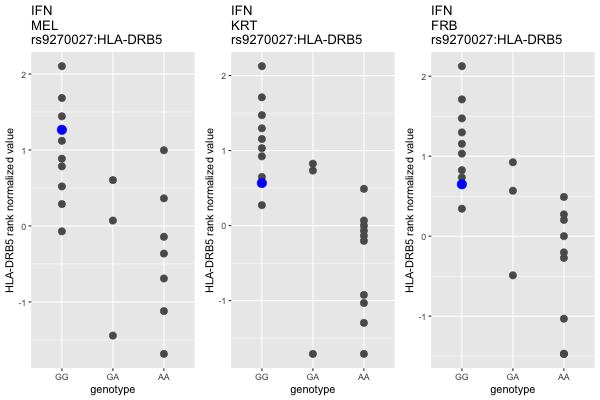 IFN
MEL
rs9270027:HLA-DRB5
HLA-DRB5 rank normalized value
2
1
0
-1
GG GA AA
genotype
IFN
KRT
rs9270027:HLA-DRB5
HLA-DRB5 rank normalized value
2
1
0
-1
GG GA AA
genotype
IFN
FRB
rs9270027:HLA-DRB5
HLA-DRB5 rank normalized value
2
1
0
-1
GG GA AA
genotype